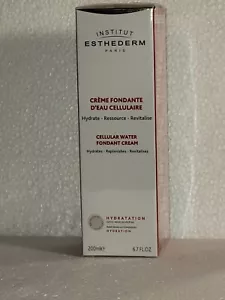 INSTITUT
ESTHEDERM
PARIS
CRÈME FONDANTE
D'EAU CELLULAIRE
Hydrate - Ressource - Revitalise
CELLULAR WATER
FONDANT CREAM
Hydrates - Replenishes - Revitalises
HYDRATATION
HYDRATION
200ml ℮ 6.7 FL.OZ